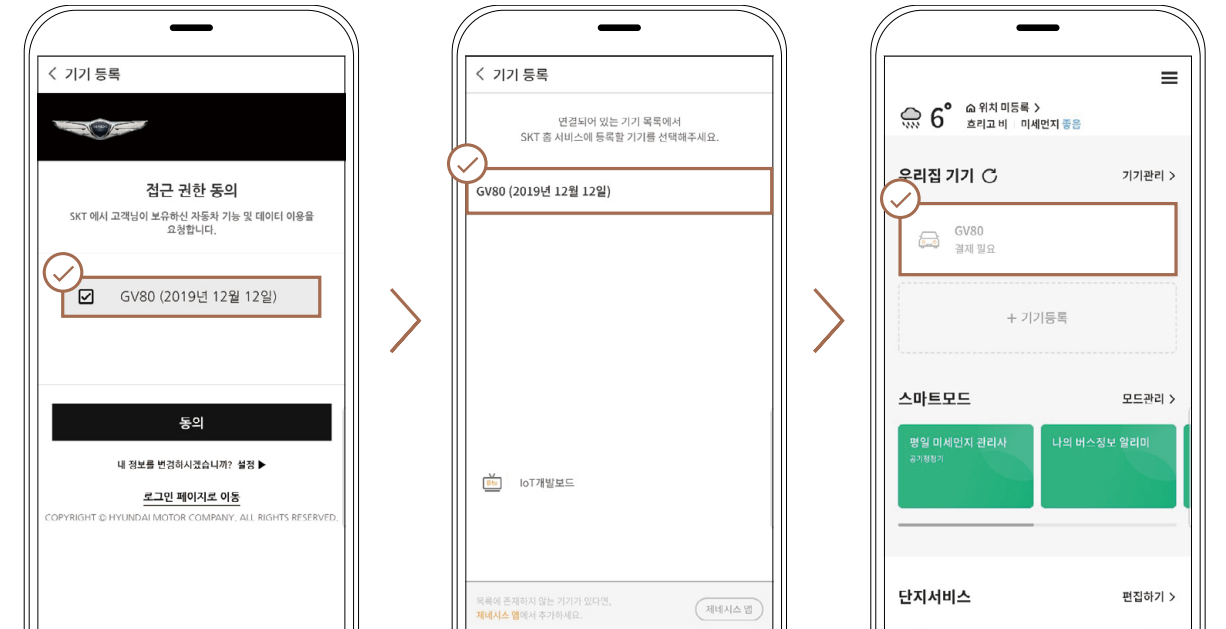 기기 등록
접근 권한 동의
SKT 에서 고객님이 보유하신 자동차 기능 및 데이터 이용을
요청합니다.
GV80 (2019년 12월 12일)
동의
내 정보를 변경하시겠습니까? 설정 ▶
로그인 페이지로 이동
COPYRIGHT © HYUNDAI MOTOR COMPANY. ALL RIGHTS RESERVED.
기기 등록
연결되어 있는 기기 목록에서
SKT 홈 서비스에 등록할 기기를 선택해주세요.
GV80 (2019년 12월 12일)
IoT개발보드
목록에 존재하지 않는 기기가 있다면,
제네시스 앱에서 추가하세요.
제네시스 앱
6° 위치 미등록 >
흐리고 비 미세먼지 좋음
우리집 기기 기기관리 >
GV80
결제 필요
+ 기기등록
스마트모드 모드관리 >
평일 미세먼지 관리사 나의 버스정보 알리미
공기청정기
단지서비스 편집하기 >